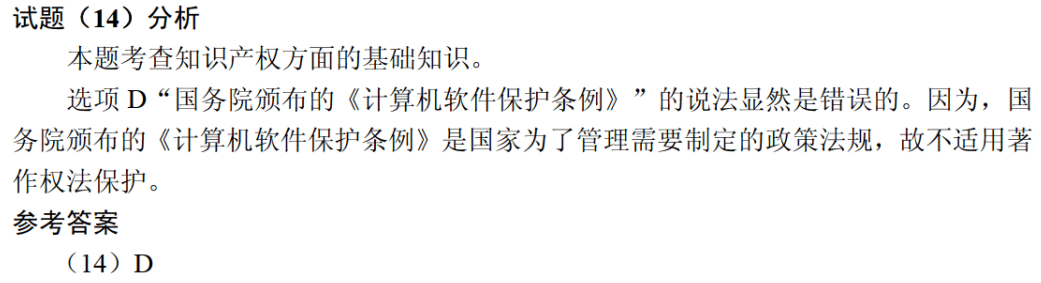 试题（14）分析
本题考查知识产权方面的基础知识。
选项 D“国务院颁布的《计算机软件保护条例》”的说法显然是错误的。因为，国
务院颁布的《计算机软件保护条例》是国家为了管理需要制定的政策法规，故不适用著
作权法保护。
参考答案
（14）D